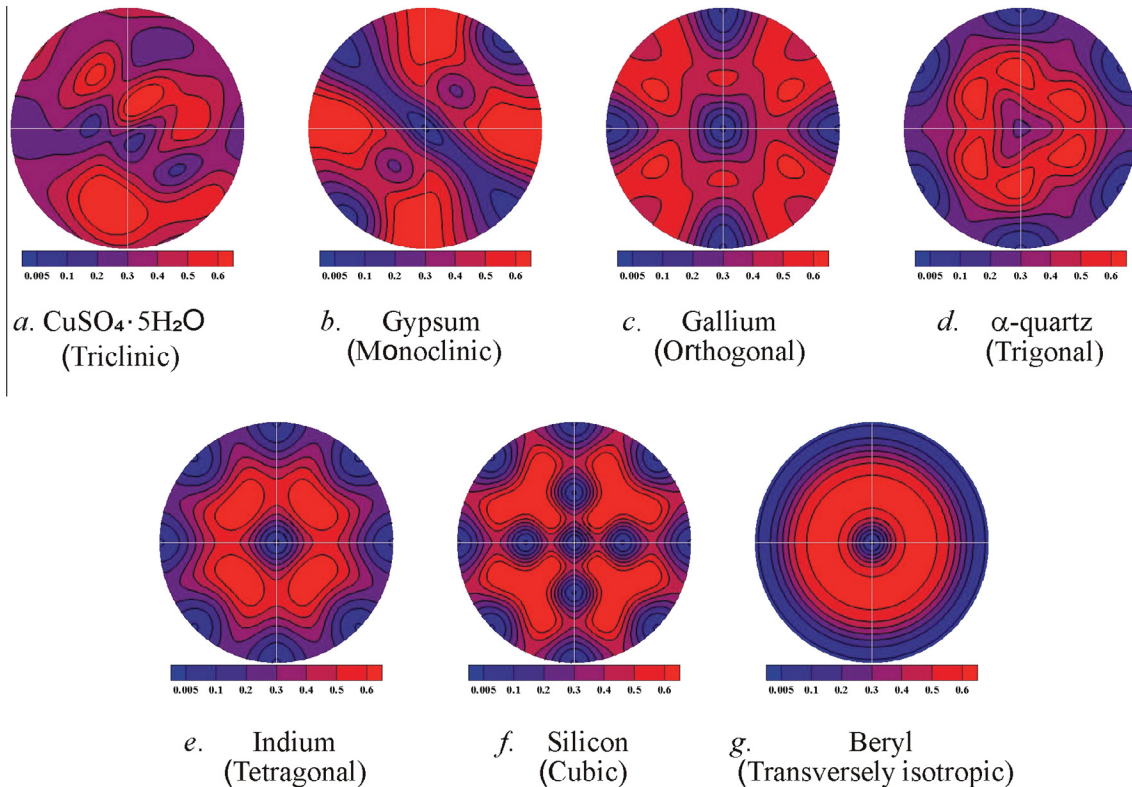 0.005 0.1 0.2 0.3 0.4 0.5 0.6
0.005 0.1 0.2 0.3 0.4 0.5 0.6
0.005 0.1 0.2 0.3 0.4 0.5 0.6
0.005 0.1 0.2 0.3 0.4 0.5 0.6
a. CuSO₄·5H₂O
(Triclinic)
b. Gypsum
(Monoclinic)
c. Gallium
(Orthogonal)
d. α-quartz
(Trigonal)
0.005 0.1 0.2 0.3 0.4 0.5 0.6
0.005 0.1 0.2 0.3 0.4 0.5 0.6
0.005 0.1 0.2 0.3 0.4 0.5 0.6
e. Indium
(Tetragonal)
f. Silicon
(Cubic)
g. Beryl
(Transversely isotropic)